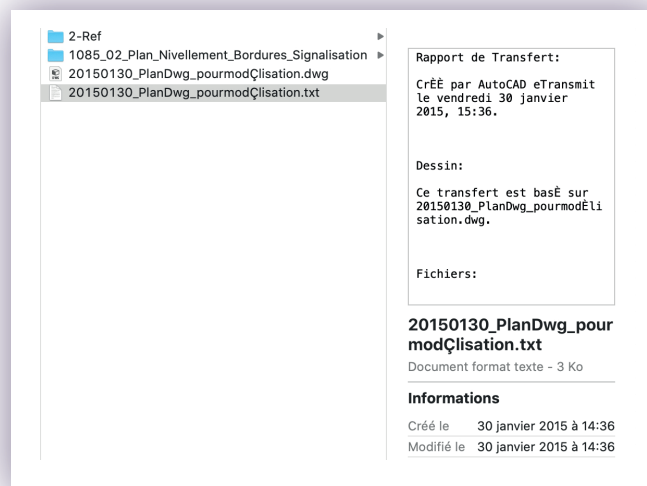 2-Ref
1085_02_Plan_Nivellement_Bordures_Signalisation
20150130_PlanDwg_pourmodÇlisation.dwg
20150130_PlanDwg_pourmodÇlisation.txt
Rapport de Transfert:
CrÈÈ par AutoCAD eTransmit
le vendredi 30 janvier
2015, 15:36.
Dessin:
Ce transfert est basÈ sur
20150130_PlanDwg_pourmodÈli
sation.dwg.
Fichiers:
20150130_PlanDwg_pour
modÇlisation.txt
Document format texte - 3 Ko
Informations
Créé le 30 janvier 2015 à 14:36
Modifié le 30 janvier 2015 à 14:36